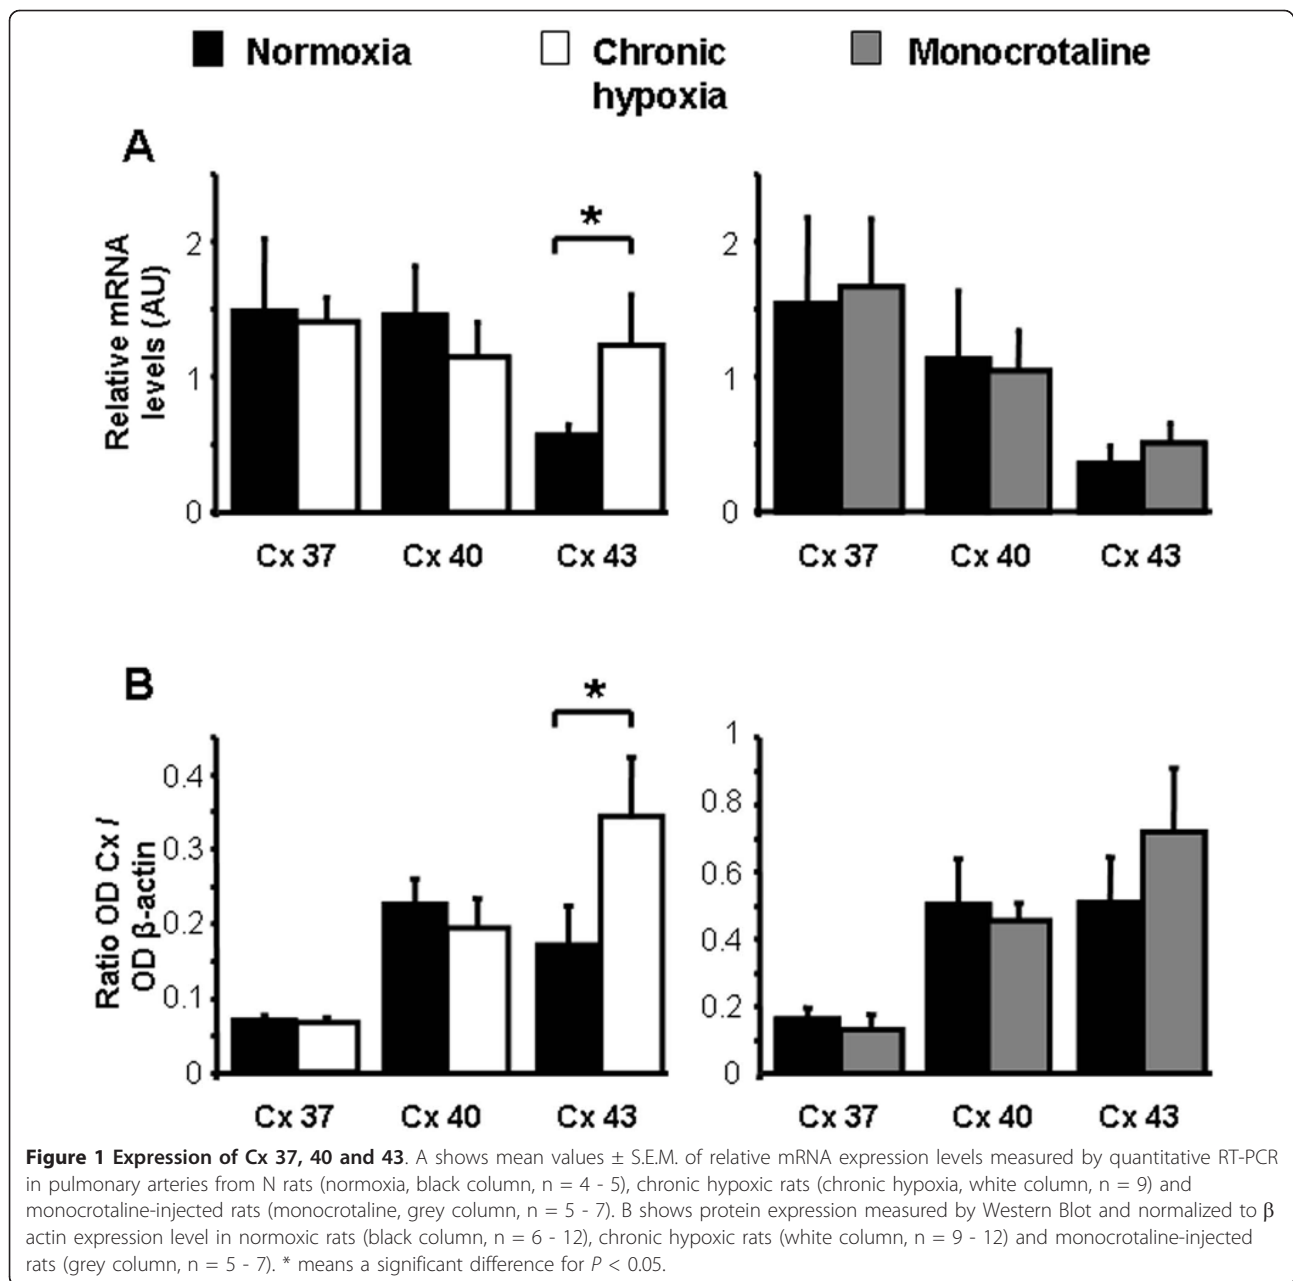 Normoxia
Chronic
hypoxia
Monocrotaline
A
Relative mRNA
levels (AU)
2
1
0
*
Cx 37 Cx 40 Cx 43
2
1
0
Cx 37 Cx 40 Cx 43
B
Ratio OD Cx /
OD β-actin
0.4
0.3
0.2
0.1
0
*
Cx 37 Cx 40 Cx 43
1
0.8
0.6
0.4
0.2
0
Cx 37 Cx 40 Cx 43
Figure 1 Expression of Cx 37, 40 and 43. A shows mean values ± S.E.M. of relative mRNA expression levels measured by quantitative RT-PCR
in pulmonary arteries from N rats (normoxia, black column, n = 4 - 5), chronic hypoxic rats (chronic hypoxia, white column, n = 9) and
monocrotaline-injected rats (monocrotaline, grey column, n = 5 - 7). B shows protein expression measured by Western Blot and normalized to β
actin expression level in normoxic rats (black column, n = 6 - 12), chronic hypoxic rats (white column, n = 9 - 12) and monocrotaline-injected
rats (grey column, n = 5 - 7). * means a significant difference for P < 0.05.